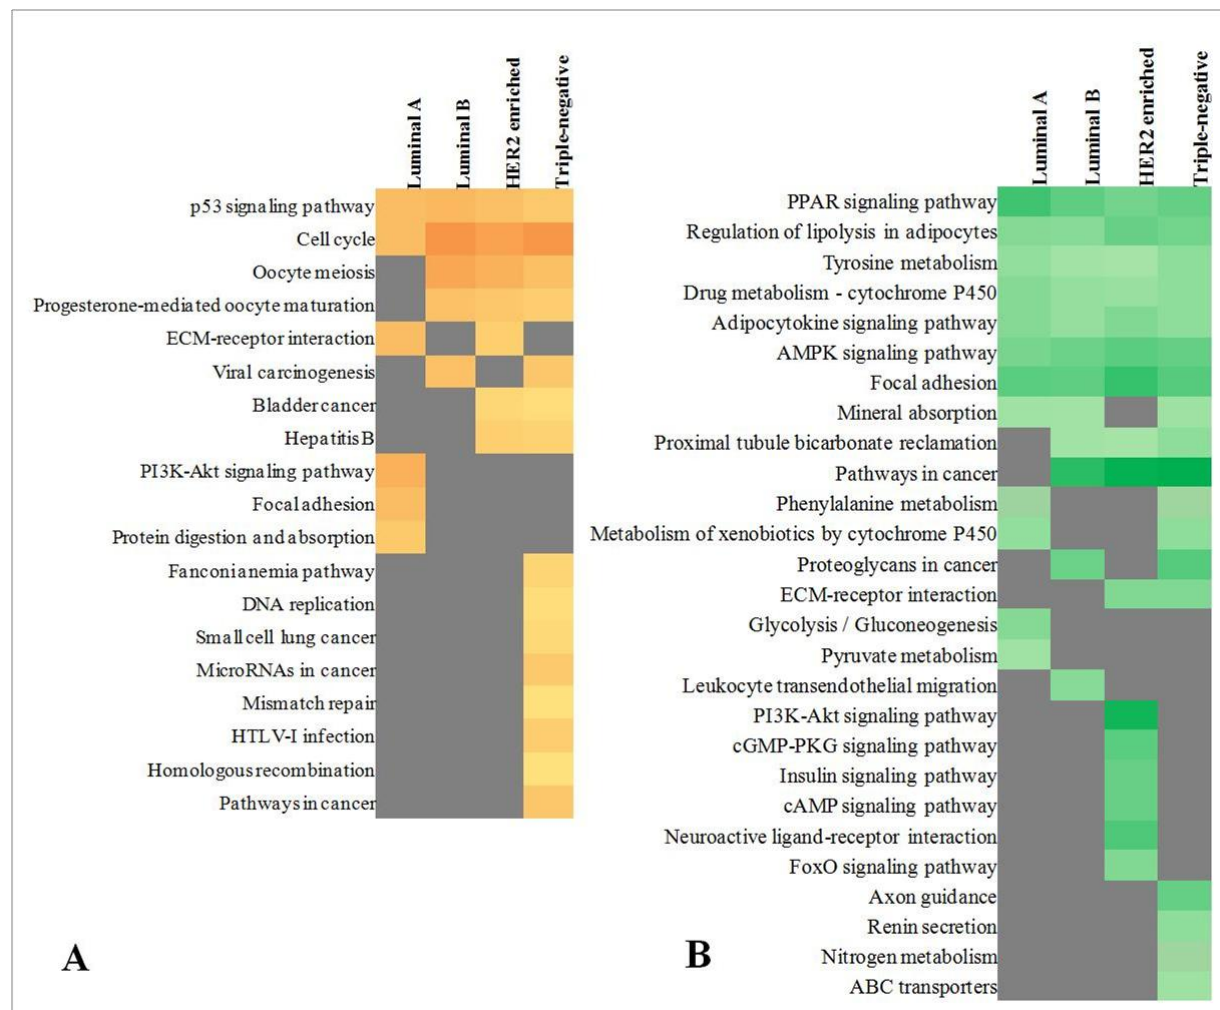 Luminal A
Luminal B
HER2 enriched
Triple-negative
p53 signaling pathway
Cell cycle
Oocyte meiosis
Progesterone-mediated oocyte maturation
ECM-receptor interaction
Viral carcinogenesis
Bladder cancer
Hepatitis B
PI3K-Akt signaling pathway
Focal adhesion
Protein digestion and absorption
Fanconi anemia pathway
DNA replication
Small cell lung cancer
MicroRNAs in cancer
Mismatch repair
HTLV-I infection
Homologous recombination
Pathways in cancer
A
Luminal A
Luminal B
HER2 enriched
Triple-negative
PPAR signaling pathway
Regulation of lipolysis in adipocytes
Tyrosine metabolism
Drug metabolism - cytochrome P450
Adipocytokine signaling pathway
AMPK signaling pathway
Focal adhesion
Mineral absorption
Proximal tubule bicarbonate reclamation
Pathways in cancer
Phenylalanine metabolism
Metabolism of xenobiotics by cytochrome P450
Proteoglycans in cancer
ECM-receptor interaction
Glycolysis / Gluconeogenesis
Pyruvate metabolism
Leukocyte transendothelial migration
PI3K-Akt signaling pathway
cGMP-PKG signaling pathway
Insulin signaling pathway
cAMP signaling pathway
Neuroactive ligand-receptor interaction
FoxO signaling pathway
Axon guidance
Renin secretion
Nitrogen metabolism
ABC transporters
B